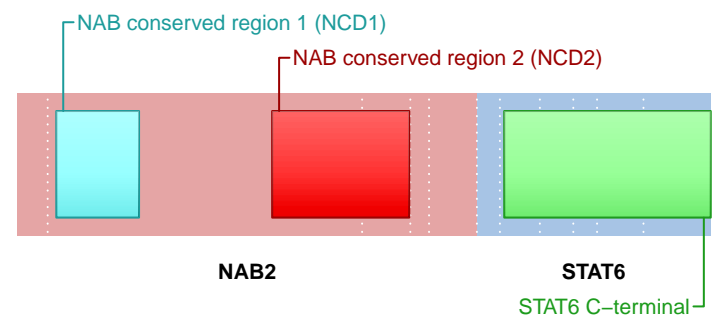 NAB conserved region 1 (NCD1)
NAB conserved region 2 (NCD2)
NAB2
STAT6
STAT6 C−terminal